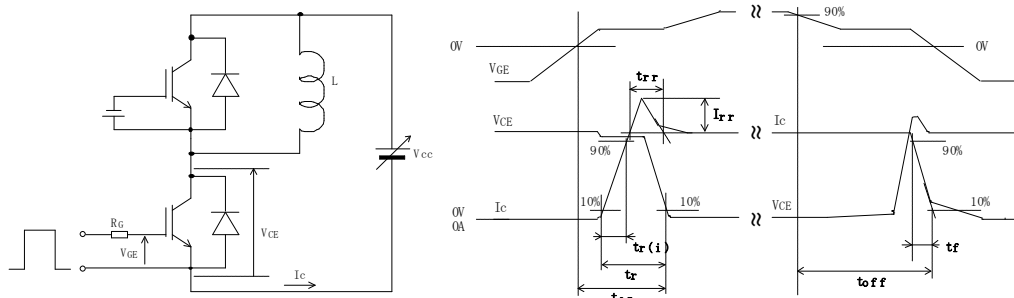 L
Vcc
RG
VGE
VCE
Ic
0V
VGE
90%
0V
trr
Irr
VCE
Ic
90%
90%
10%
10%
10%
0V
0A
Ic
VCE
tr(i)
tf
tr
toff